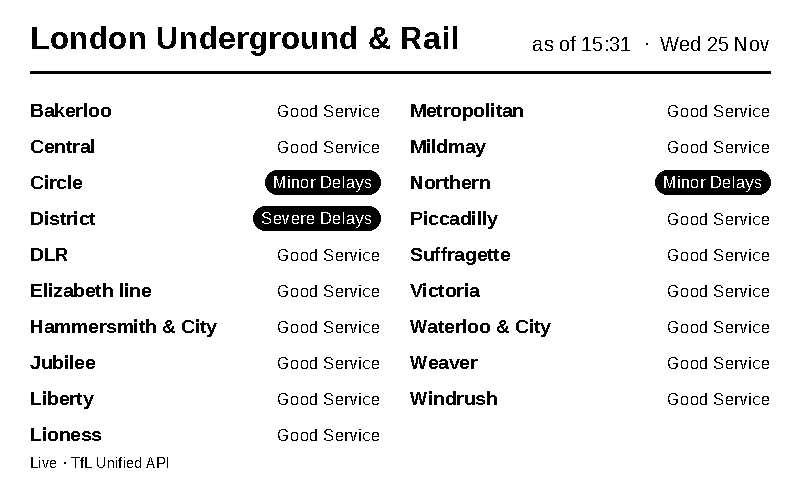 London Underground & Rail
as of 15:31 · Wed 25 Nov
Bakerloo Good Service
Central Good Service
Circle Minor Delays
District Severe Delays
DLR Good Service
Elizabeth line Good Service
Hammersmith & City Good Service
Jubilee Good Service
Liberty Good Service
Lioness Good Service
Metropolitan Good Service
Mildmay Good Service
Northern Minor Delays
Piccadilly Good Service
Suffragette Good Service
Victoria Good Service
Waterloo & City Good Service
Weaver Good Service
Windrush Good Service
Live · TfL Unified API